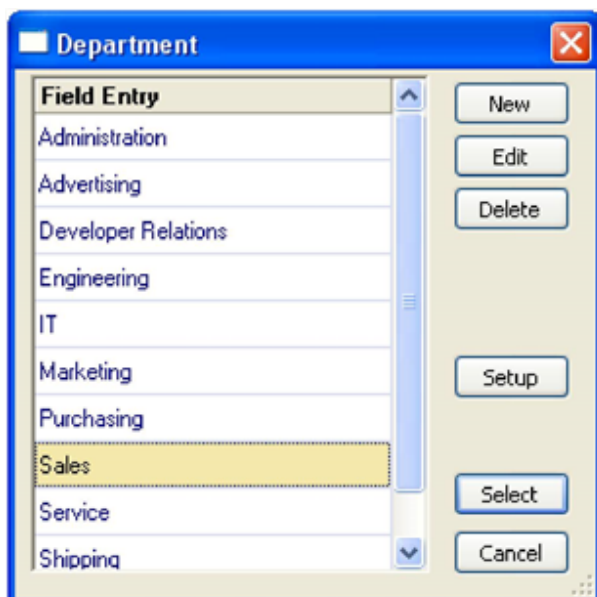 Department
Field Entry
Administration
Advertising
Developer Relations
Engineering
IT
Marketing
Purchasing
Sales
Service
Shipping
New
Edit
Delete
Setup
Select
Cancel